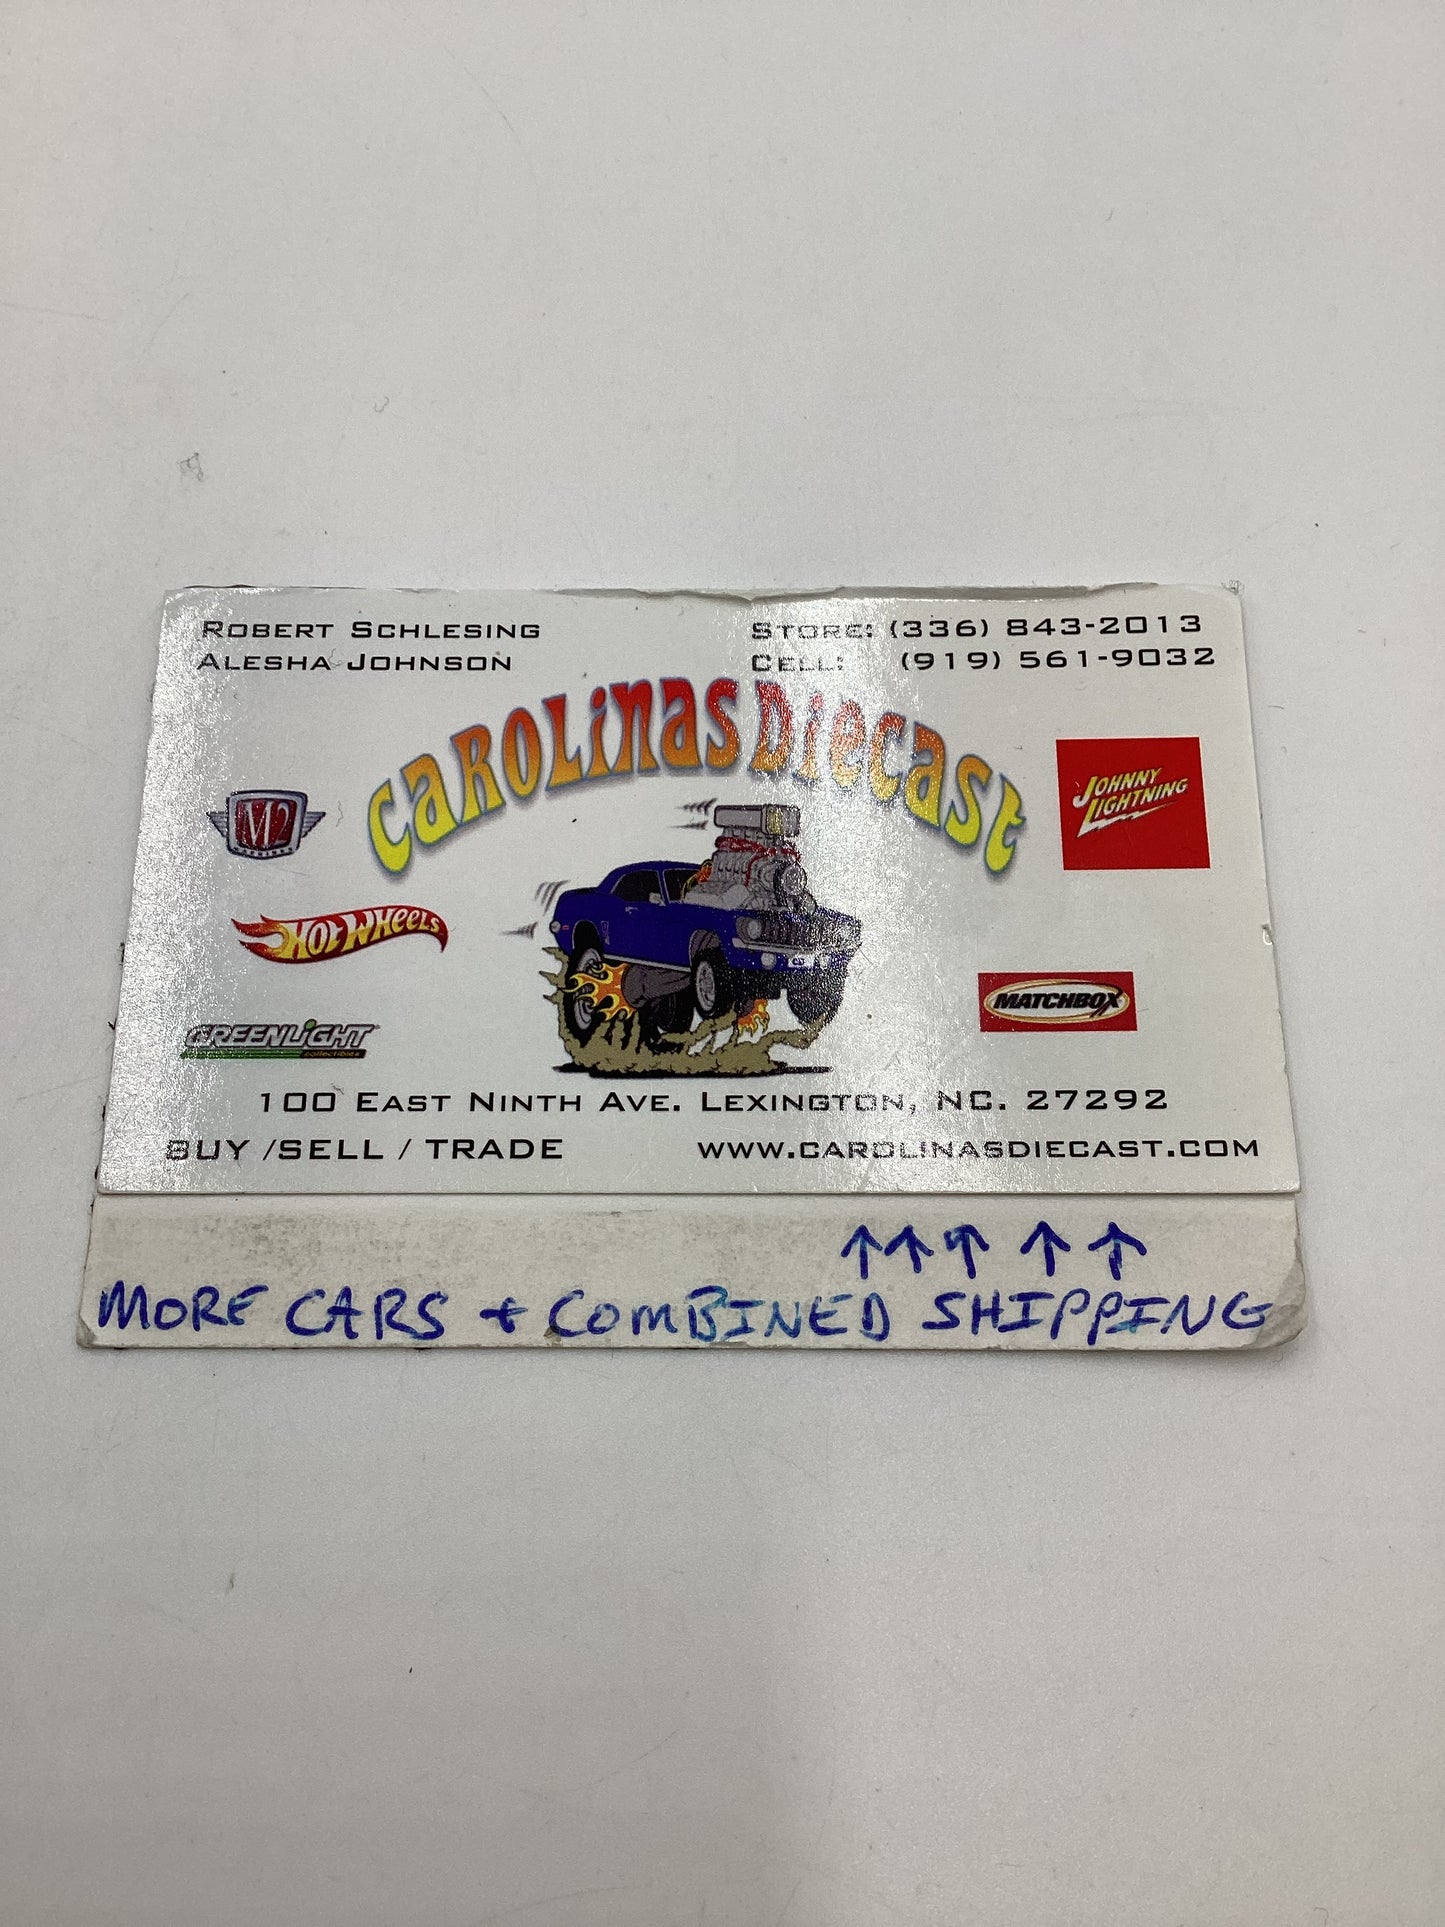 ROBERT SCHLESING
ALESHA JOHNSON
STORE: (336) 843-2013
CELL: (919) 561-9032
CAROLINAS DIECAST
M2
MACHINES
JOHNNY
LIGHTNING
HOT WHEELS
MATCHBOX
GREENLIGHT
collectibles
100 EAST NINTH AVE. LEXINGTON, NC. 27292
BUY /SELL / TRADE
WWW.CAROLINASDIECAST.COM
↑↑↑ ↑ ↑
MORE CARS + COMBINED SHIPPING